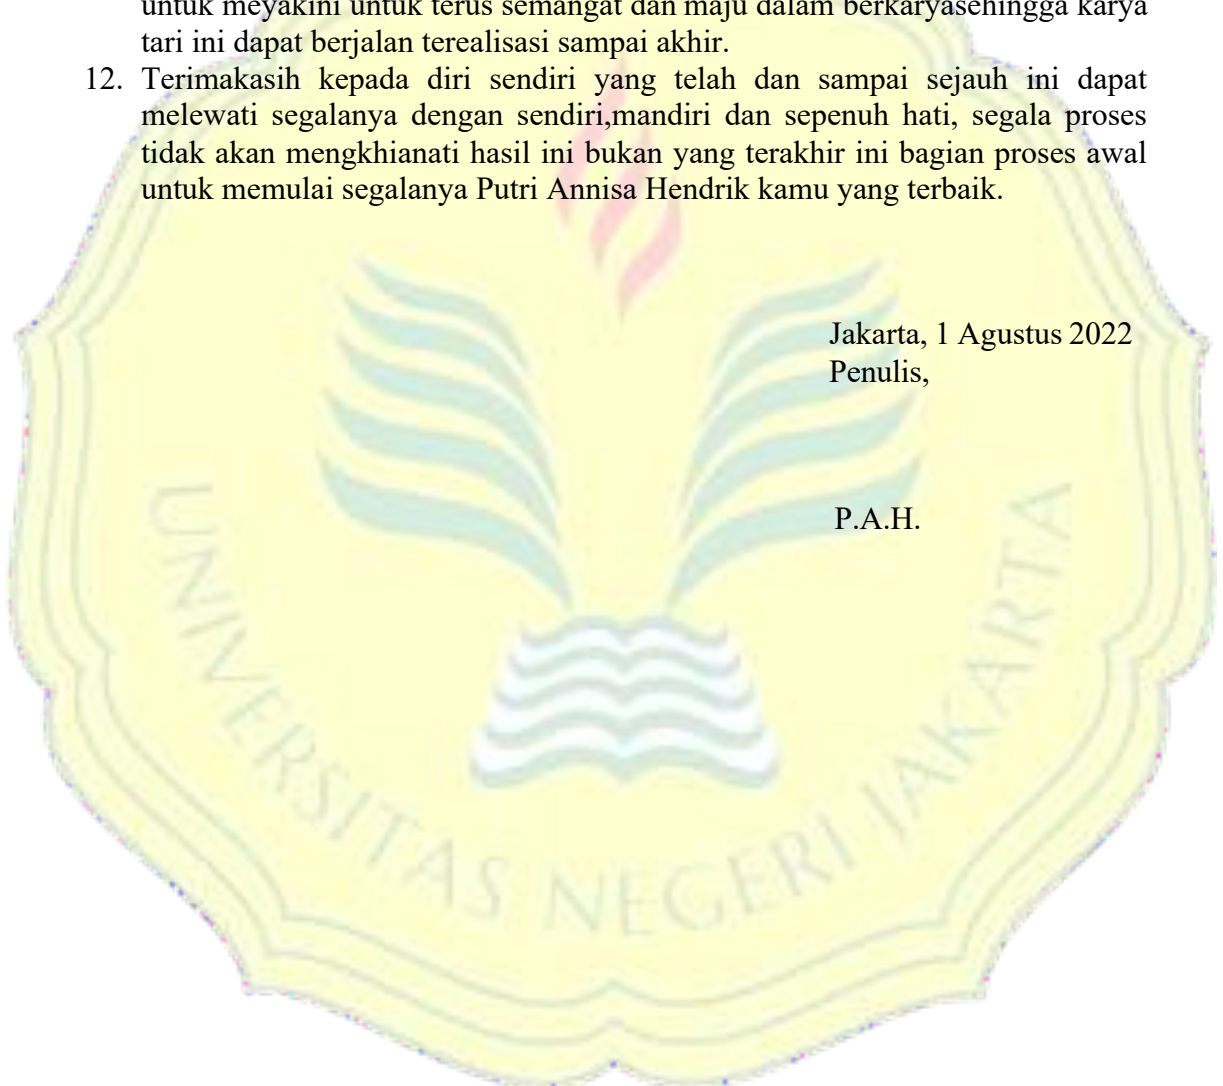 untuk meyakini untuk terus semangat dan maju dalam berkaryasehingga karya
tari ini dapat berjalan terealisasi sampai akhir.
12. Terimakasih kepada diri sendiri yang telah dan sampai sejauh ini dapat
melewati segalanya dengan sendiri,mandiri dan sepenuh hati, segala proses
tidak akan mengkhianati hasil ini bukan yang terakhir ini bagian proses awal
untuk memulai segalanya Putri Annisa Hendrik kamu yang terbaik.
Jakarta, 1 Agustus 2022
Penulis,
P.A.H.
UNIVERSITAS NEGERI JAKARTA